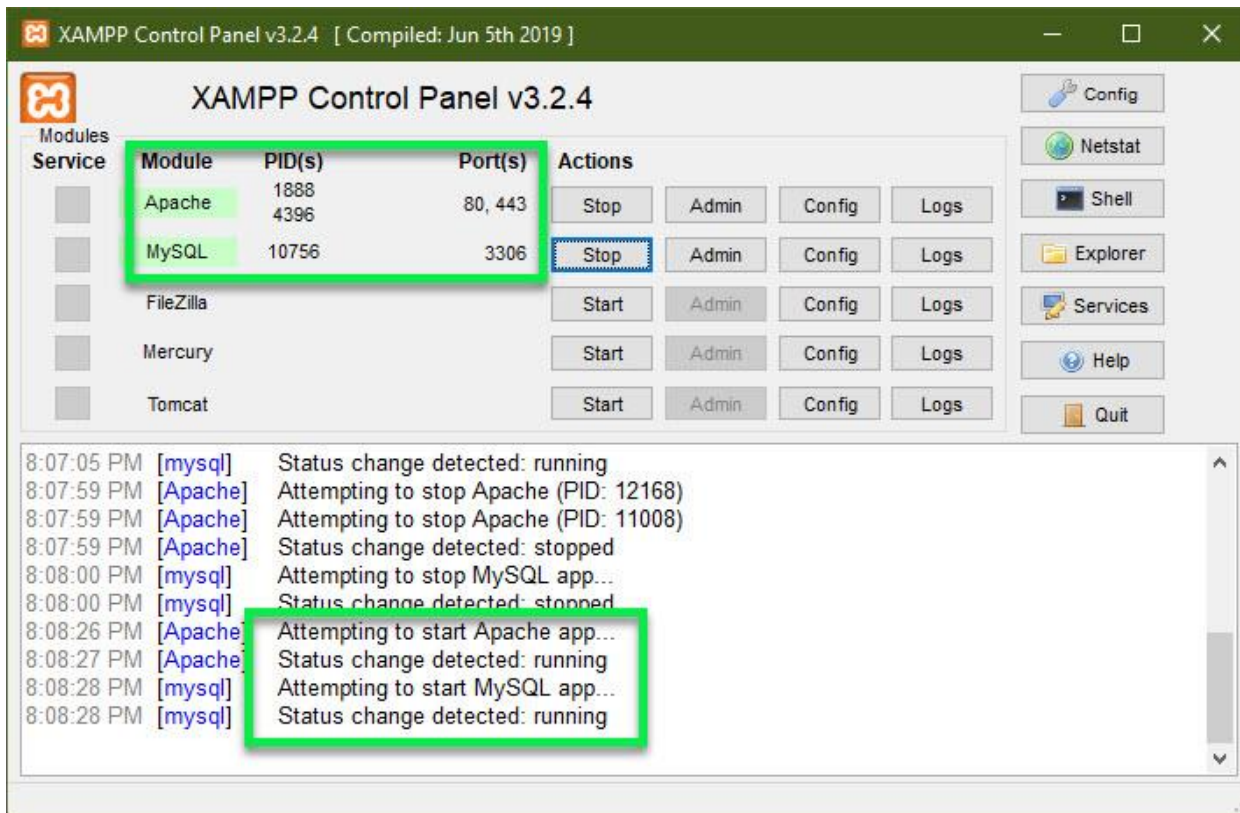 XAMPP Control Panel v3.2.4 [ Compiled: Jun 5th 2019 ]
XAMPP Control Panel v3.2.4
Config
Modules
Service Module PID(s) Port(s) Actions
Netstat
Apache 1888 4396 80, 443 Stop Admin Config Logs
Shell
MySQL 10756 3306 Stop Admin Config Logs
Explorer
FileZilla Start Admin Config Logs
Services
Mercury Start Admin Config Logs
Help
Tomcat Start Admin Config Logs
Quit
8:07:05 PM [mysql] Status change detected: running
8:07:59 PM [Apache] Attempting to stop Apache (PID: 12168)
8:07:59 PM [Apache] Attempting to stop Apache (PID: 11008)
8:07:59 PM [Apache] Status change detected: stopped
8:08:00 PM [mysql] Attempting to stop MySQL app...
8:08:00 PM [mysql] Status change detected: stopped
8:08:26 PM [Apache] Attempting to start Apache app...
8:08:27 PM [Apache] Status change detected: running
8:08:28 PM [mysql] Attempting to start MySQL app...
8:08:28 PM [mysql] Status change detected: running